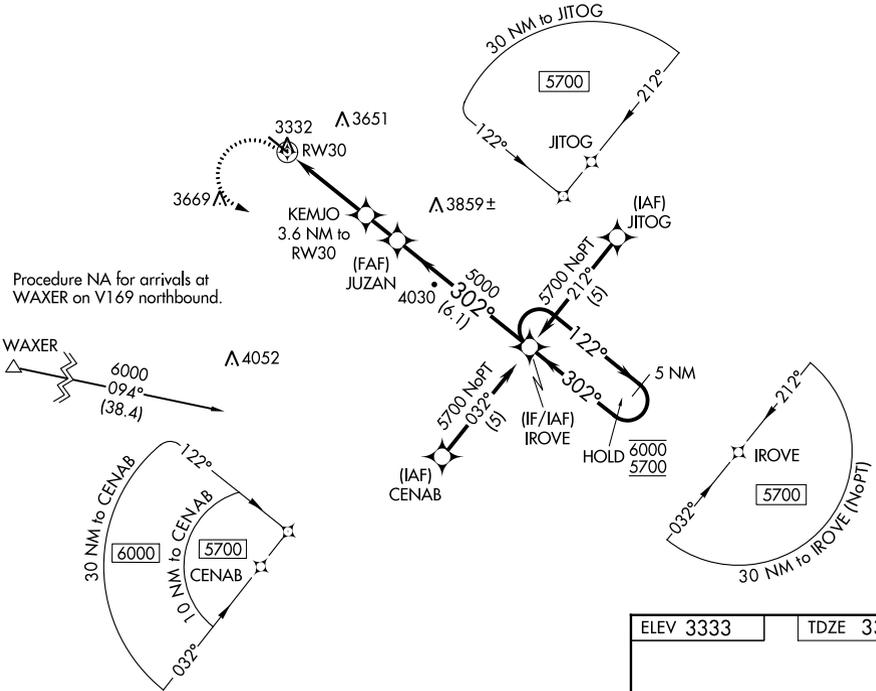 30 NM to JITOG
5700
212°
122°
JITOG
3332
3651
RW30
3669
KEMJO
3.6 NM to
RW30
3859±
(IAF)
JITOG
(FAF)
JUZAN
4030
5000
302°
(6.1)
5700 NoPT
212°
(5)
Procedure NA for arrivals at
WAXER on V169 northbound.
WAXER
6000
094°
(38.4)
4052
122°
302°
5 NM
5700 NoPT
032°
(5)
(IF/IAF)
IROVE
HOLD
6000
5700
(IAF)
CENAB
212°
IROVE
5700
032°
30 NM to IROVE (NoPT)
122°
30 NM to CENAB
6000
10 NM to CENAB
5700
CENAB
032°
ELEV 3333
TDZE